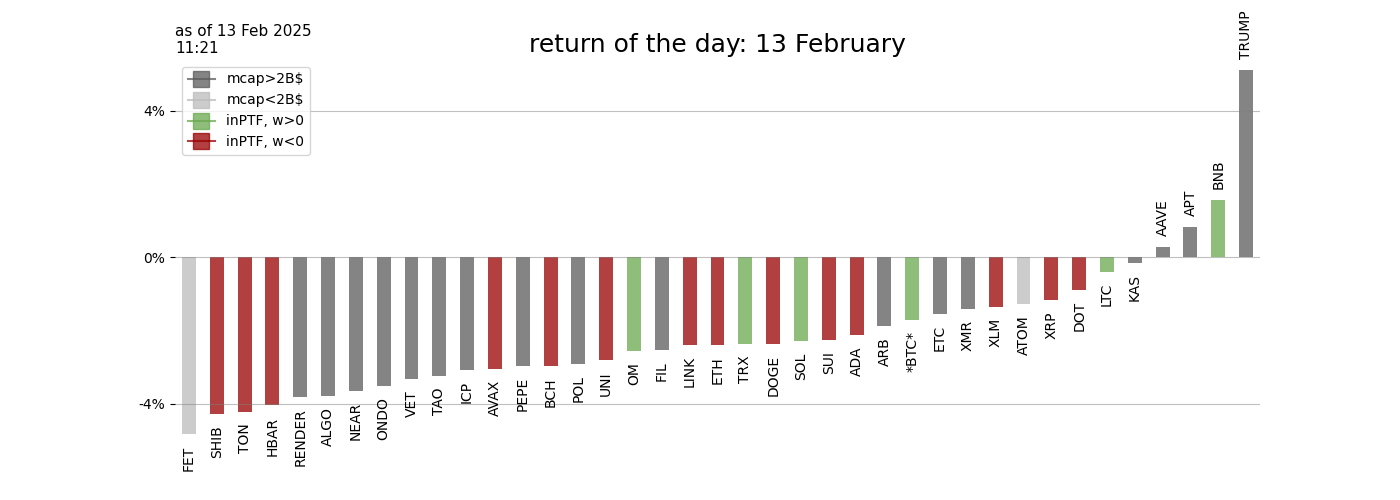 as of 13 Feb 2025
11:21
return of the day: 13 February
mcap>2B$
mcap<2B$
inPTF, w>0
inPTF, w<0
4%
0%
-4%
FET
SHIB
TON
HBAR
RENDER
ALGO
NEAR
ONDO
VET
TAO
ICP
AVAX
PEPE
BCH
POL
UNI
OM
FIL
LINK
ETH
TRX
DOGE
SOL
SUI
ADA
ARB
*BTC*
ETC
XMR
XLM
ATOM
XRP
DOT
LTC
KAS
AAVE
APT
BNB
TRUMP